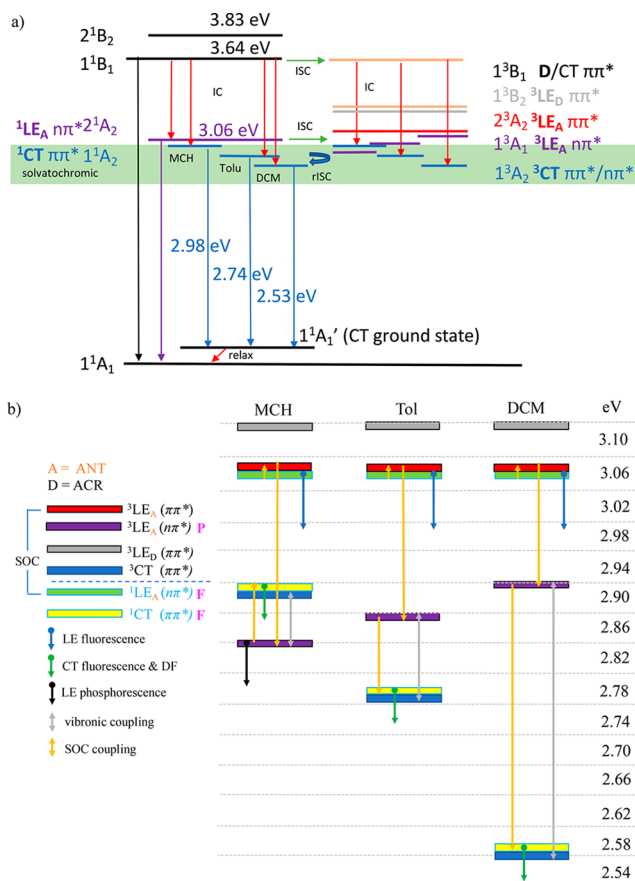 a)
2¹B₂ 3.83 eV
3.64 eV
1¹B₁
ISC
1³B₁ D/CT ππ*
IC
IC
1³B₂ ³LE_D ππ*
2³A₂ ³LE_A ππ*
¹LE_A nπ* 2¹A₂
3.06 eV
ISC
1³A₁ ³LE_A nπ*
¹CT ππ* 1¹A₂
MCH
Tolu
solvatochromic
DCM
rISC
1³A₂ ³CT ππ*/nπ*
2.98 eV
2.74 eV
2.53 eV
1¹A₁' (CT ground state)
relax
1¹A₁
b)
MCH Tol DCM eV
3.10
A = ANT
D = ACR
3.06
³LE_A (ππ*)
3.02
³LE_A (nπ*) P
2.98
SOC
³LE_D (ππ*)
³CT (ππ*)
2.94
¹LE_A (nπ*) F
2.90
¹CT (ππ*) F
2.86
LE fluorescence
CT fluorescence & DF
2.82
LE phosphorescence
2.78
vibronic coupling
2.74
SOC coupling
2.70
2.66
2.62
2.58
2.54